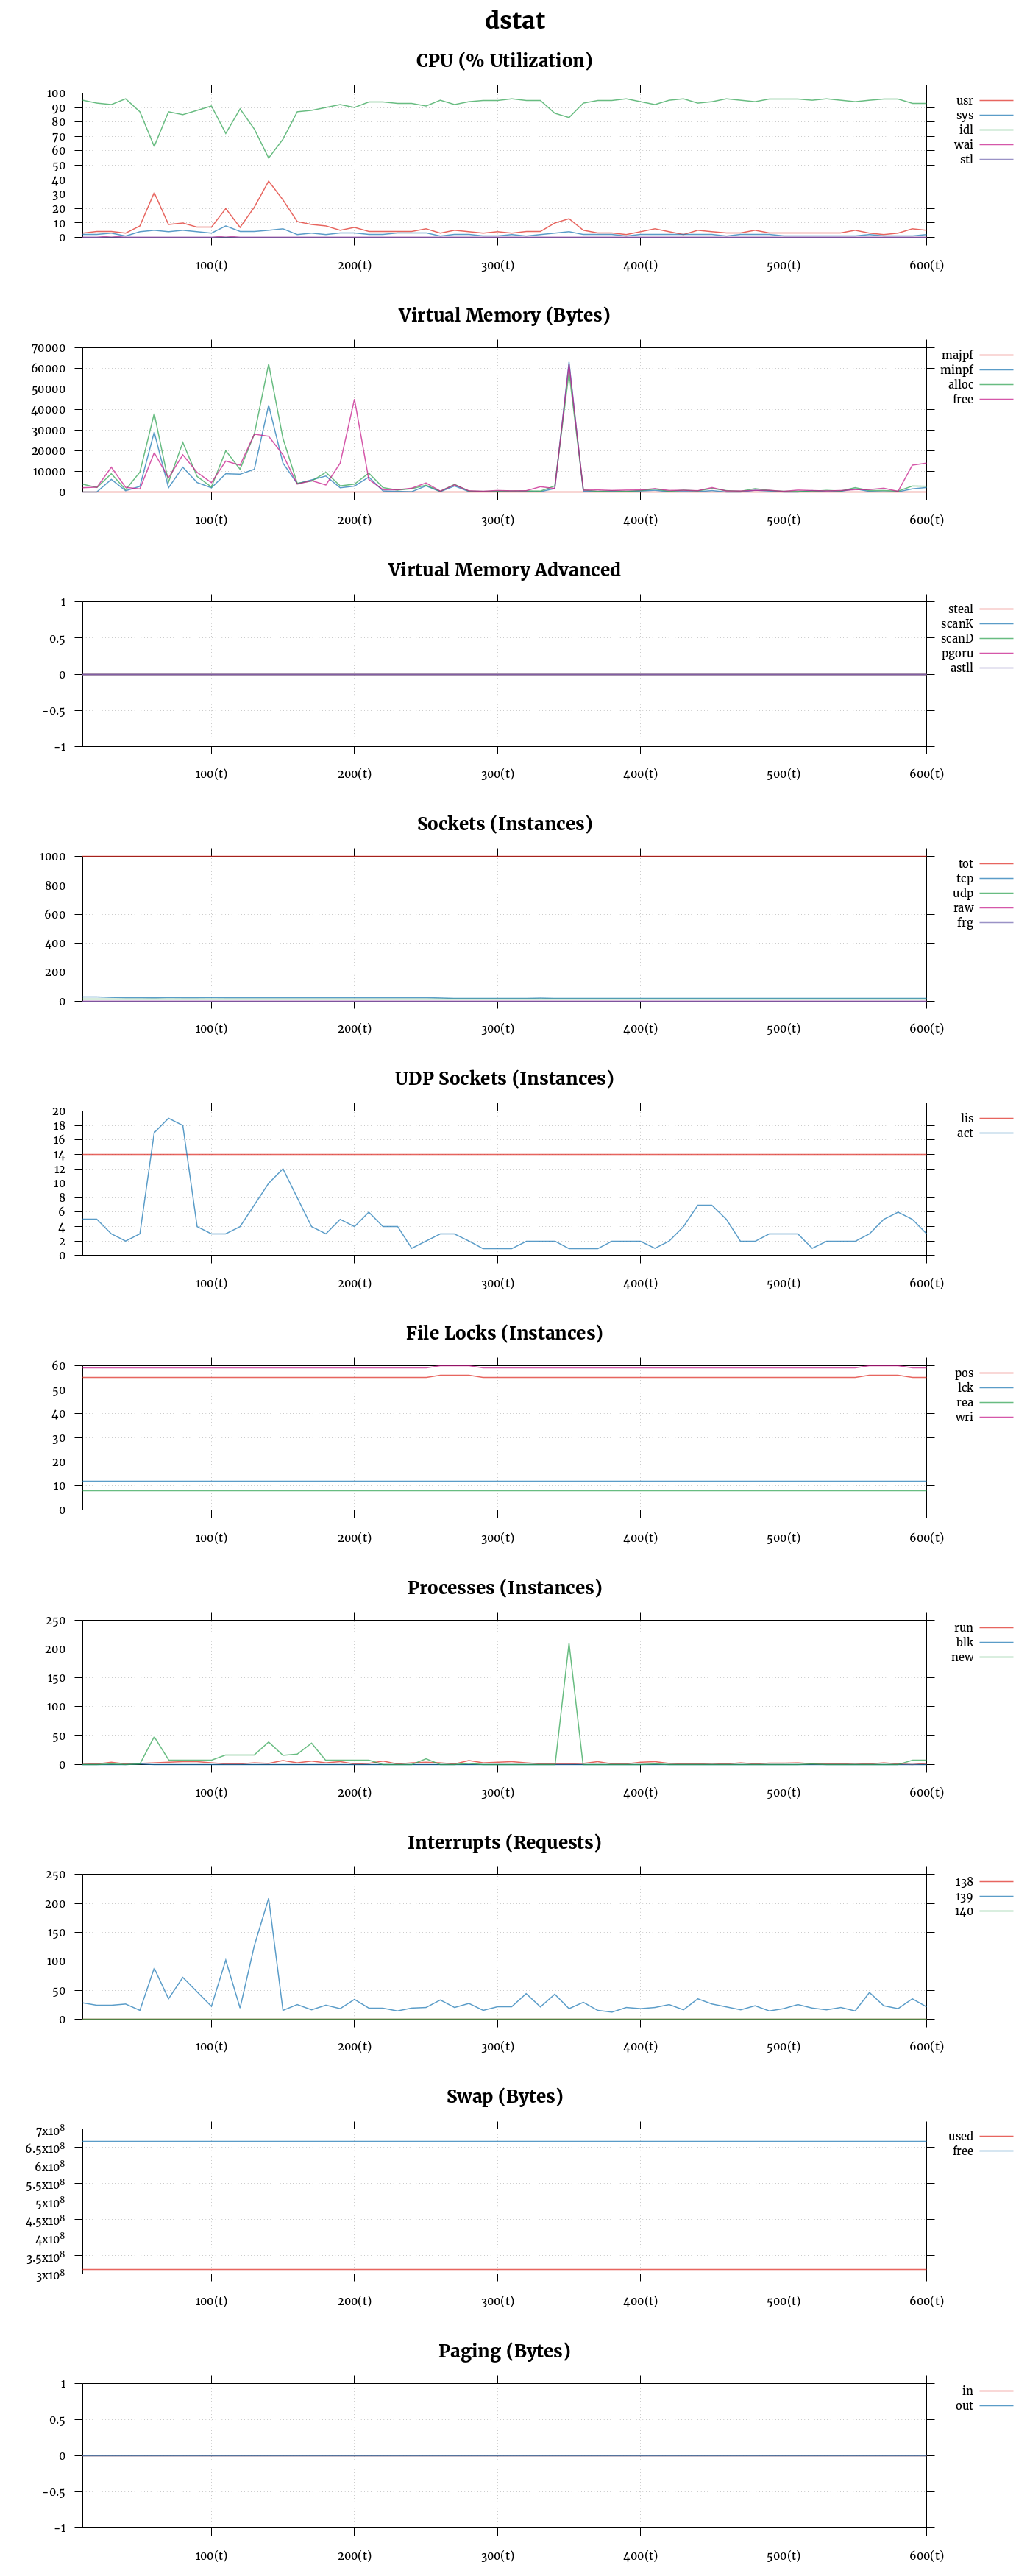 dstat
CPU (% Utilization)
100
90
80
70
60
50
40
30
20
10
0
100(t) 200(t) 300(t) 400(t) 500(t) 600(t)
usr
sys
idl
wai
stl
Virtual Memory (Bytes)
70000
60000
50000
40000
30000
20000
10000
0
100(t) 200(t) 300(t) 400(t) 500(t) 600(t)
majpf
minpf
alloc
free
Virtual Memory Advanced
1
0.5
0
-0.5
-1
100(t) 200(t) 300(t) 400(t) 500(t) 600(t)
steal
scanK
scanD
pgoru
astll
Sockets (Instances)
1000
800
600
400
200
0
100(t) 200(t) 300(t) 400(t) 500(t) 600(t)
tot
tcp
udp
raw
frg
UDP Sockets (Instances)
20
18
16
14
12
10
8
6
4
2
0
100(t) 200(t) 300(t) 400(t) 500(t) 600(t)
lis
act
File Locks (Instances)
60
50
40
30
20
10
0
100(t) 200(t) 300(t) 400(t) 500(t) 600(t)
pos
lck
rea
wri
Processes (Instances)
250
200
150
100
50
0
100(t) 200(t) 300(t) 400(t) 500(t) 600(t)
run
blk
new
Interrupts (Requests)
250
200
150
100
50
0
100(t) 200(t) 300(t) 400(t) 500(t) 600(t)
138
139
140
Swap (Bytes)
7x10⁸
6.5x10⁸
6x10⁸
5.5x10⁸
5x10⁸
4.5x10⁸
4x10⁸
3.5x10⁸
3x10⁸
100(t) 200(t) 300(t) 400(t) 500(t) 600(t)
used
free
Paging (Bytes)
1
0.5
0
-0.5
-1
100(t) 200(t) 300(t) 400(t) 500(t) 600(t)
in
out